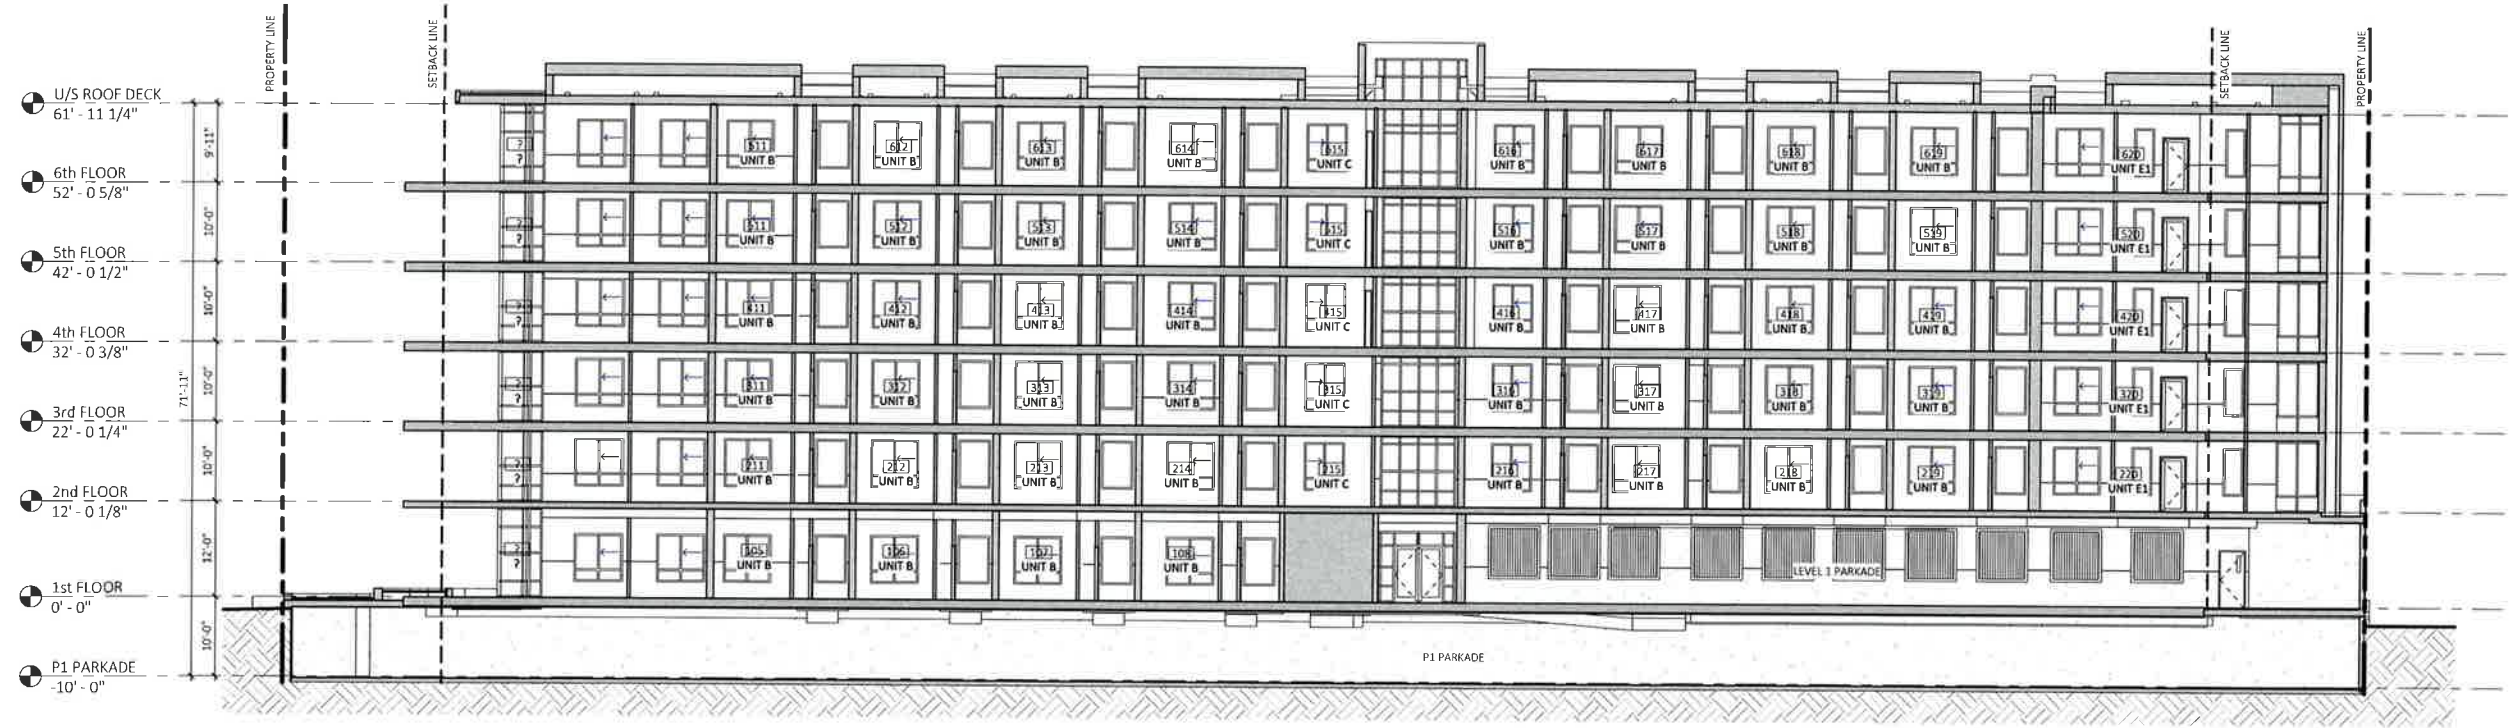 PROPERTY LINE
SETBACK LINE
SETBACK LINE
PROPERTY LINE
U/S ROOF DECK
61' - 11 1/4"
9'-11"
611 612 613 614 615 616 617 618 619 620
UNIT B UNIT B UNIT B UNIT B UNIT C UNIT B UNIT B UNIT B UNIT B UNIT E1
?
?
6th FLOOR
52' - 0 5/8"
10'-0"
511 512 513 514 515 516 517 518 519 520
UNIT B UNIT B UNIT B UNIT B UNIT C UNIT B UNIT B UNIT B UNIT B UNIT E1
?
?
5th FLOOR
42' - 0 1/2"
10'-0"
411 412 413 414 415 416 417 418 419 420
UNIT B UNIT B UNIT B UNIT B UNIT C UNIT B UNIT B UNIT B UNIT B UNIT E1
?
?
4th FLOOR
32' - 0 3/8"
71'-11"
10'-0"
311 312 313 314 315 316 317 318 319 320
UNIT B UNIT B UNIT B UNIT B UNIT C UNIT B UNIT B UNIT B UNIT B UNIT E1
?
?
3rd FLOOR
22' - 0 1/4"
10'-0"
211 212 213 214 215 216 217 218 219 220
UNIT B UNIT B UNIT B UNIT B UNIT C UNIT B UNIT B UNIT B UNIT B UNIT E1
?
?
2nd FLOOR
12' - 0 1/8"
12'-0"
105 106 107 108
UNIT B UNIT B UNIT B UNIT B
?
?
LEVEL 1 PARKADE
1st FLOOR
0' - 0"
10'-0"
P1 PARKADE
P1 PARKADE
-10' - 0"